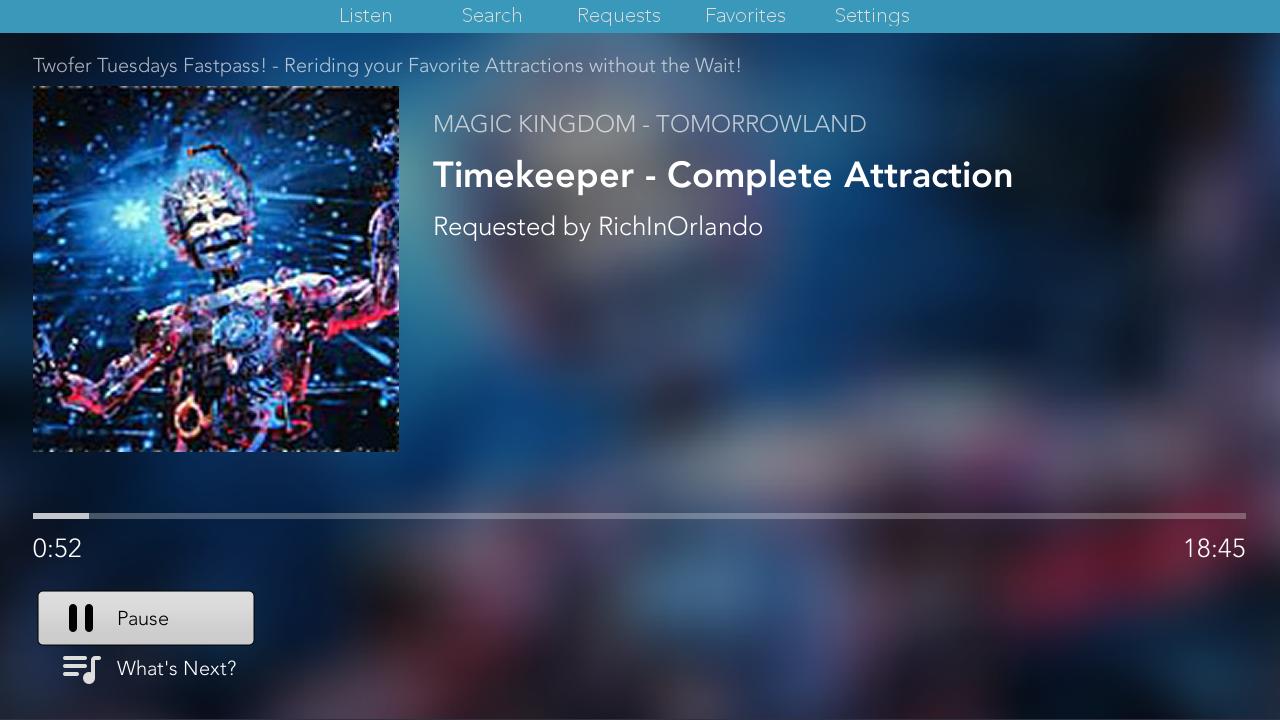 Listen Search Requests Favorites Settings
Twofer Tuesdays Fastpass! - Reriding your Favorite Attractions without the Wait!
MAGIC KINGDOM - TOMORROWLAND
Timekeeper - Complete Attraction
Requested by RichInOrlando
0:52 18:45
Pause
What's Next?